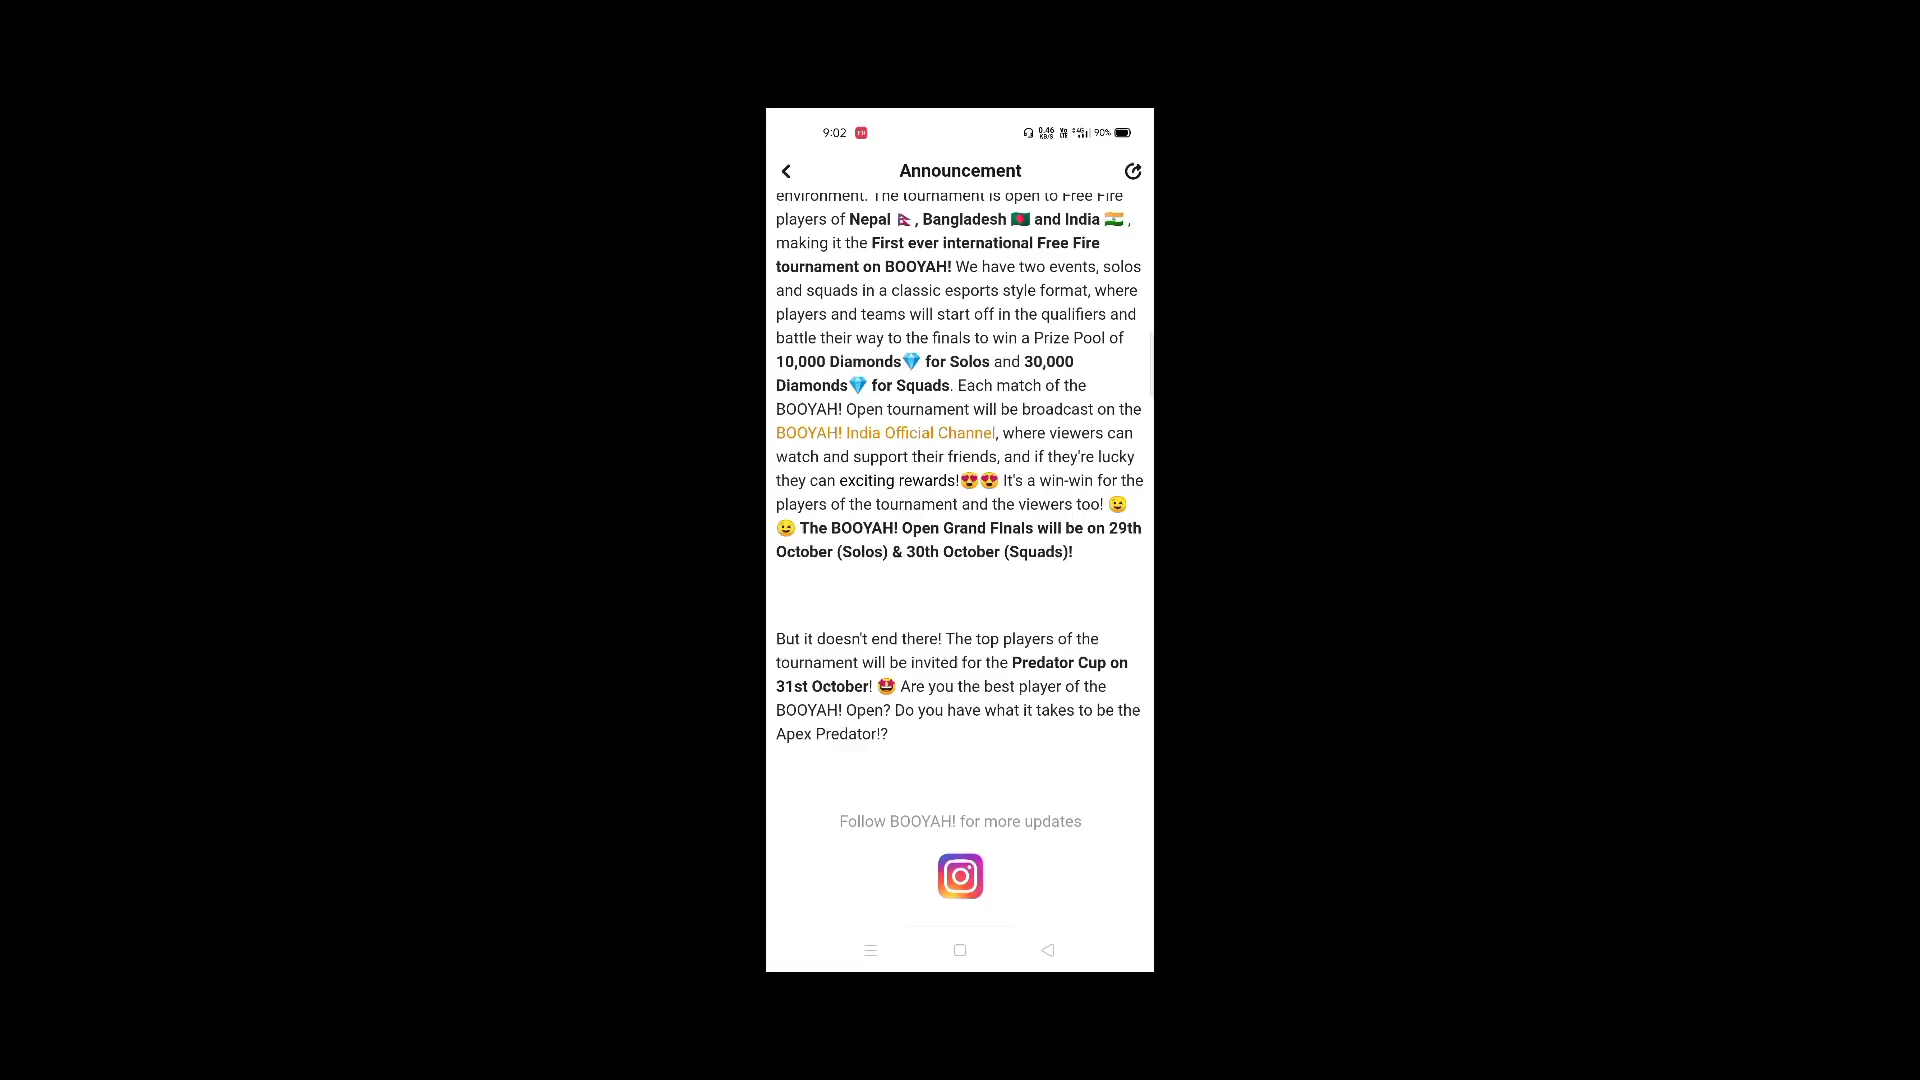 9:02
0.46 KB/S Vo LTE 4G 90%
Announcement
environment. The tournament is open to Free Fire
players of Nepal 🇳🇵 , Bangladesh 🇧🇩 and India 🇮🇳 ,
making it the First ever international Free Fire
tournament on BOOYAH! We have two events, solos
and squads in a classic esports style format, where
players and teams will start off in the qualifiers and
battle their way to the finals to win a Prize Pool of
10,000 Diamonds💎 for Solos and 30,000
Diamonds💎 for Squads. Each match of the
BOOYAH! Open tournament will be broadcast on the
BOOYAH! India Official Channel, where viewers can
watch and support their friends, and if they're lucky
they can exciting rewards!😍😍 It's a win-win for the
players of the tournament and the viewers too! 😉
😉 The BOOYAH! Open Grand FInals will be on 29th
October (Solos) & 30th October (Squads)!
But it doesn't end there! The top players of the
tournament will be invited for the Predator Cup on
31st October! 🤩 Are you the best player of the
BOOYAH! Open? Do you have what it takes to be the
Apex Predator!?
Follow BOOYAH! for more updates